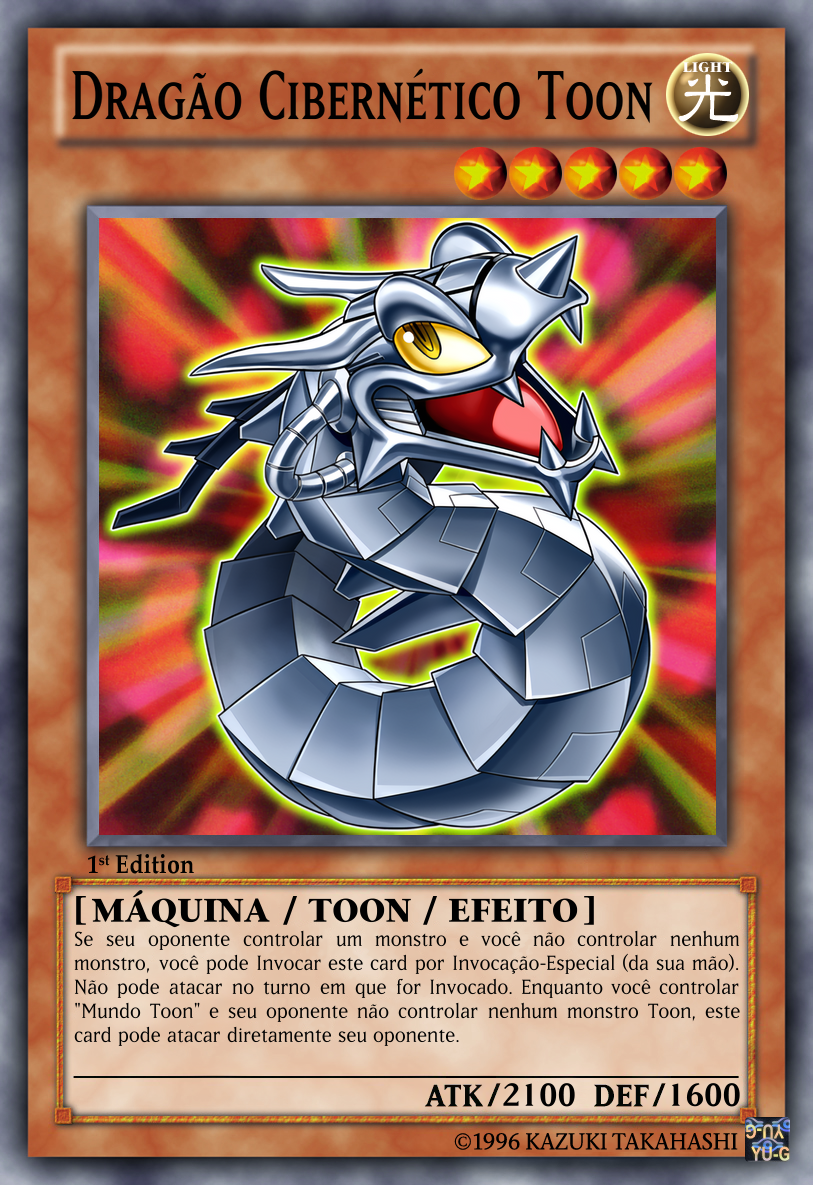 Dragão Cibernético Toon
LIGHT
光
1st Edition
[ MÁQUINA / TOON / EFEITO ]
Se seu oponente controlar um monstro e você não controlar nenhum
monstro, você pode Invocar este card por Invocação-Especial (da sua mão).
Não pode atacar no turno em que for Invocado. Enquanto você controlar
"Mundo Toon" e seu oponente não controlar nenhum monstro Toon, este
card pode atacar diretamente seu oponente.
ATK/2100 DEF/1600
©1996 KAZUKI TAKAHASHI
YU-G
YU-G